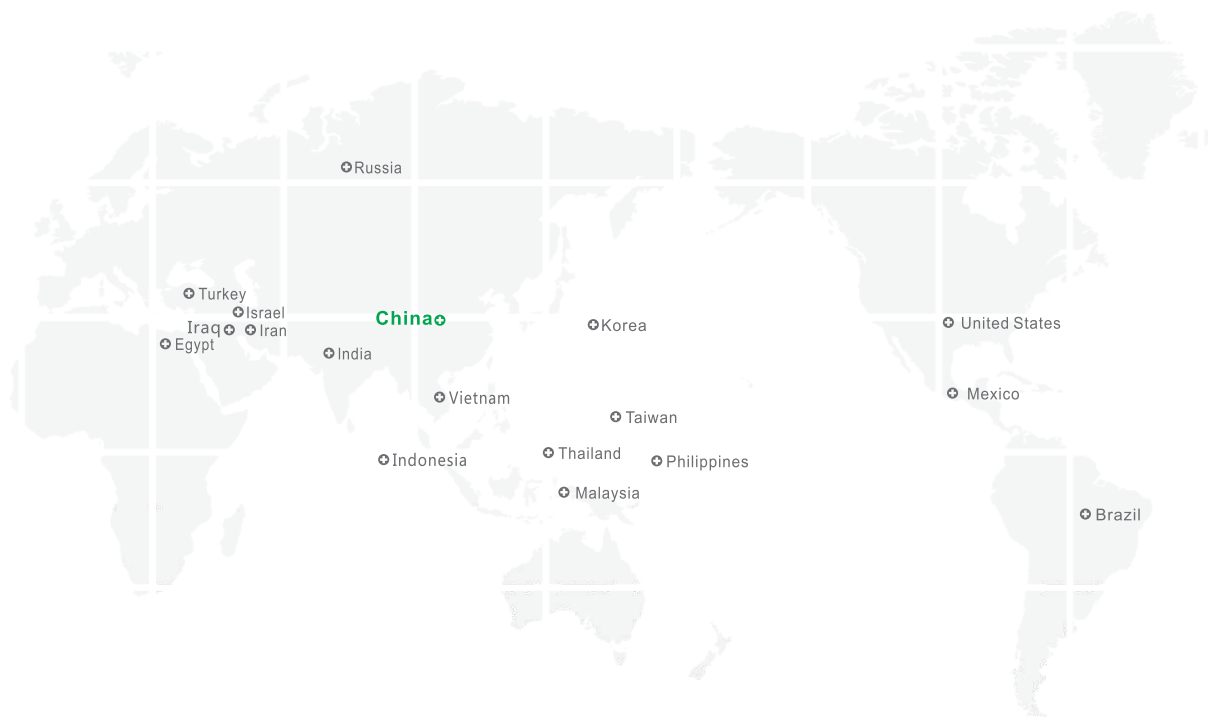 Russia
Turkey
Israel
Iraq
Iran
Egypt
China
India
Korea
United States
Vietnam
Mexico
Taiwan
Indonesia
Thailand
Philippines
Malaysia
Brazil